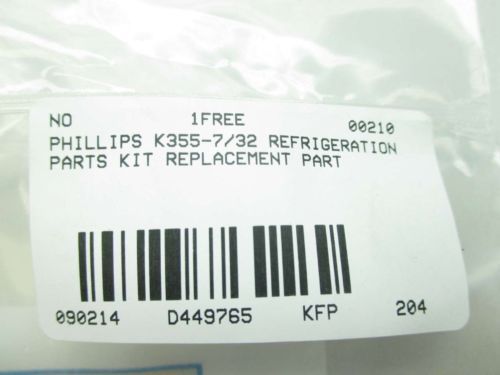 NO 1FREE 00210
PHILLIPS K355-7/32 REFRIGERATION
PARTS KIT REPLACEMENT PART
090214 D449765 KFP 204